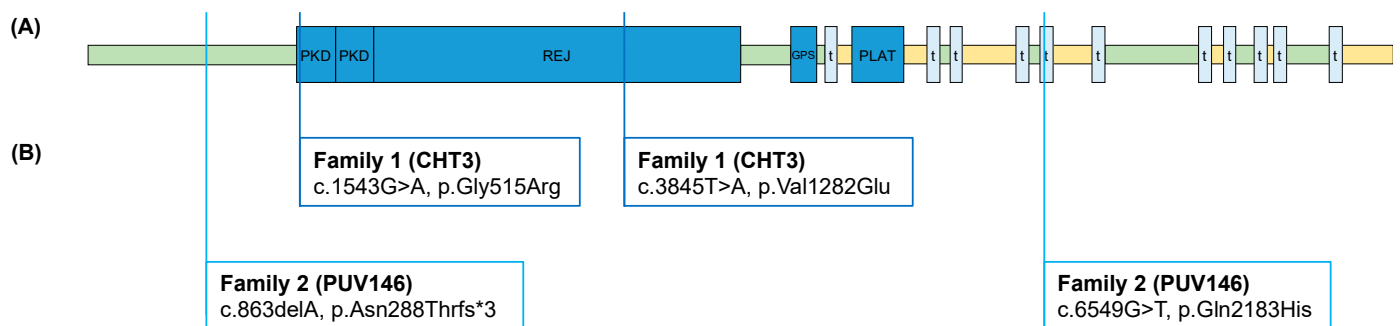 (A)
PKD PKD REJ GPS t PLAT t t t t t t t t t t
(B)
Family 1 (CHT3)
c.1543G>A, p.Gly515Arg
Family 1 (CHT3)
c.3845T>A, p.Val1282Glu
Family 2 (PUV146)
c.863delA, p.Asn288Thrfs*3
Family 2 (PUV146)
c.6549G>T, p.Gln2183His